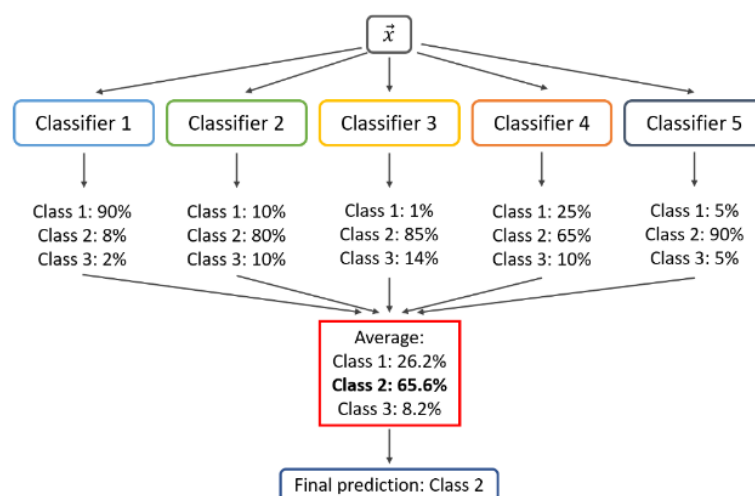 x⃗
Classifier 1
Classifier 2
Classifier 3
Classifier 4
Classifier 5
Class 1: 90%
Class 2: 8%
Class 3: 2%
Class 1: 10%
Class 2: 80%
Class 3: 10%
Class 1: 1%
Class 2: 85%
Class 3: 14%
Class 1: 25%
Class 2: 65%
Class 3: 10%
Class 1: 5%
Class 2: 90%
Class 3: 5%
Average:
Class 1: 26.2%
Class 2: 65.6%
Class 3: 8.2%
Final prediction: Class 2